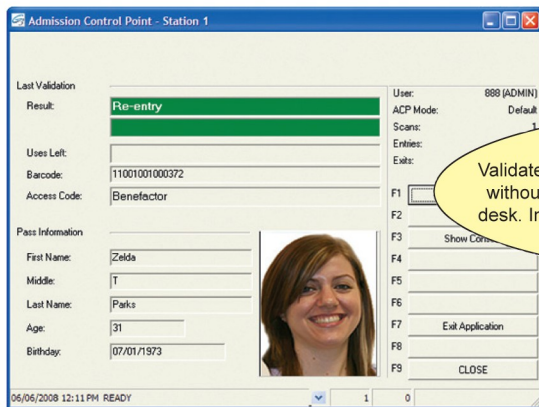 Admission Control Point - Station 1
Last Validation
Result: Re-entry
Uses Left:
Barcode: 11001001000372
Access Code: Benefactor
Pass Information
First Name: Zelda
Middle: T
Last Name: Parks
Age: 31
Birthday: 07/01/1973
User: 888 (ADMIN)
ACP Mode: Default
Scans: 1
Entries:
Exits:
F1
F2
F3 Show
F4
F5
F6
F7 Exit Application
F8
F9 CLOSE
Validate
withou
desk. In
06/06/2008 12:11 PM READY 1 0